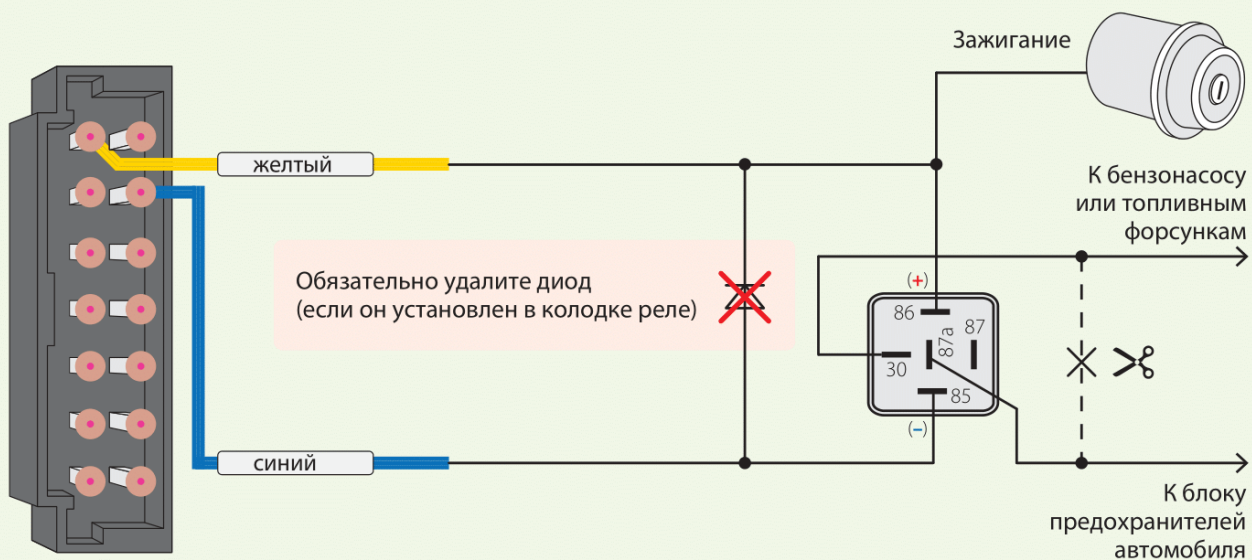 Зажигание
желтый
К бензонасосу
или топливным
форсункам
Обязательно удалите диод
(если он установлен в колодке реле)
(+)
86
87
87a
30
85
(–)
синий
К блоку
предохранителей
автомобиля